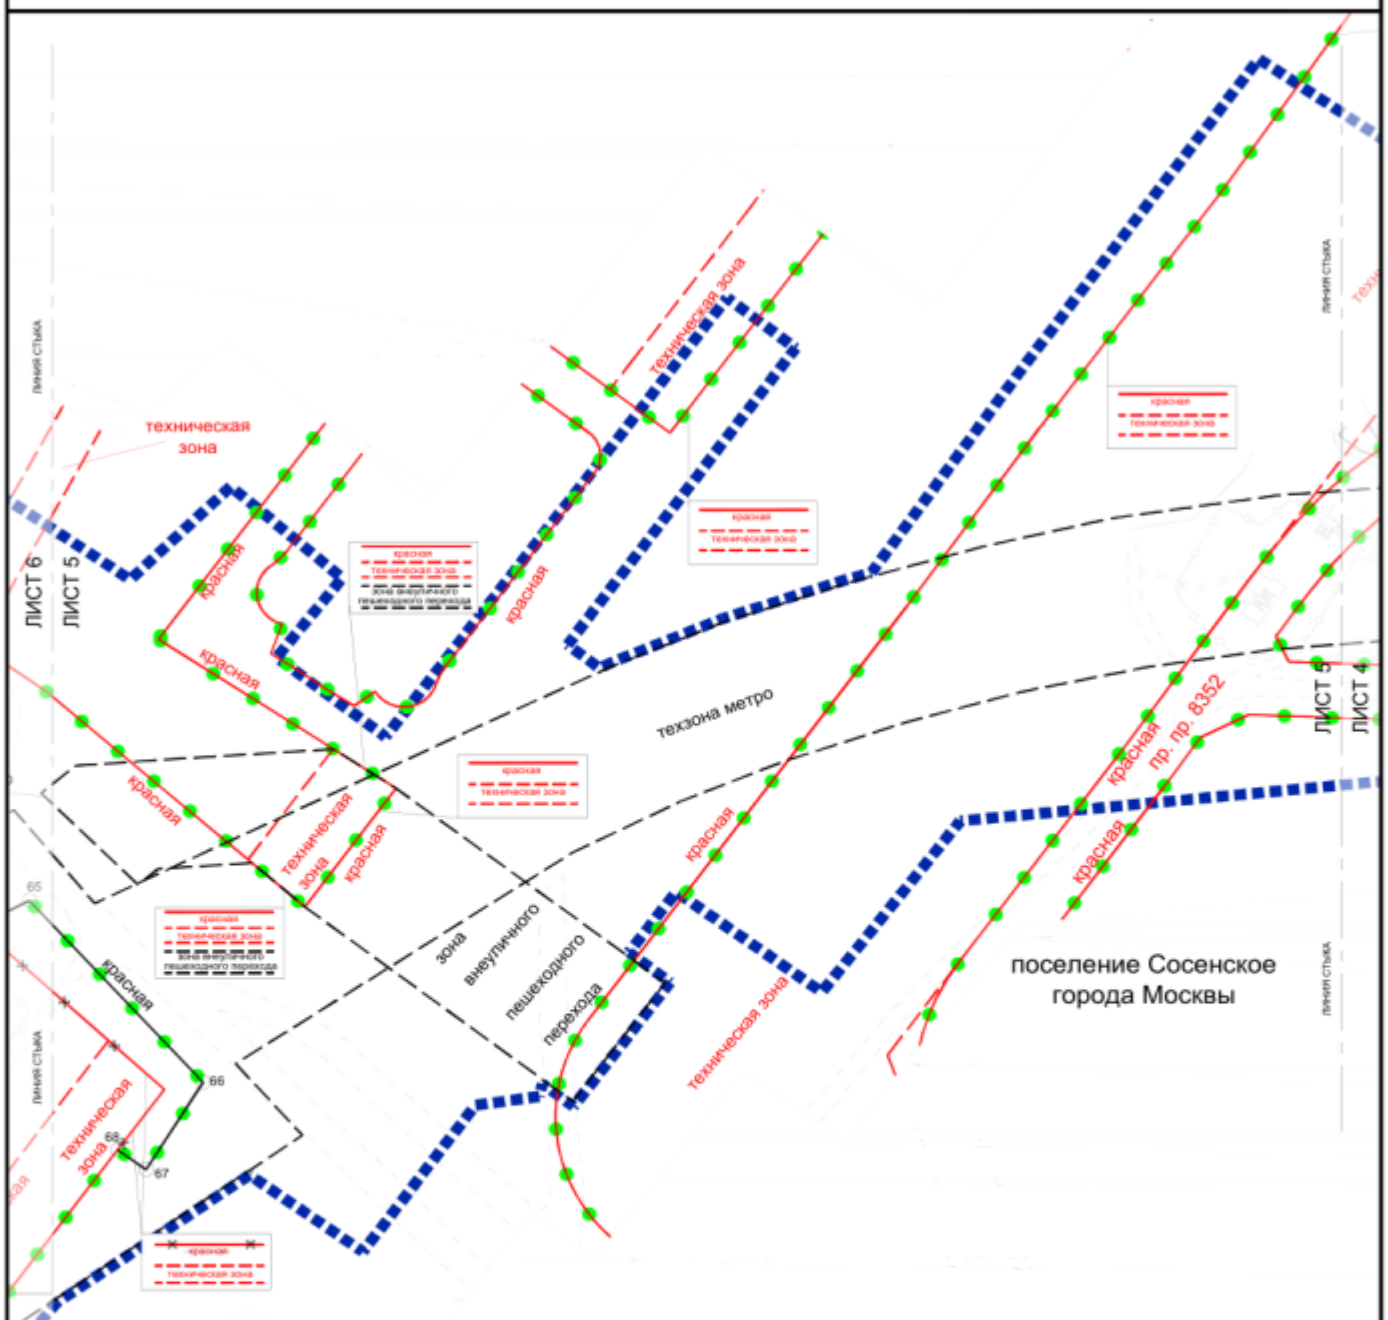 ЛИНИЯ СТЫКА
техническая зона
ЛИНИЯ СТЫКА
красная
техническая зона
техническая
зона
красная
техническая зона
красная
красная
техническая зона
зона внеуличного
пешеходного перехода
красная
ЛИСТ 6
ЛИСТ 5
красная
техзона метро
пр. пр. 8352
красная
ЛИСТ 5
ЛИСТ 4
красная
красная
техническая зона
красная
техническая
зона
красная
красная
красная
65
красная
техническая зона
зона внеуличного
пешеходного перехода
красная
зона
внеуличного
пешеходного
перехода
техническая зона
поселение Сосенское
города Москвы
ЛИНИЯ СТЫКА
ЛИНИЯ СТЫКА
66
техническая
зона
68
67
красная
техническая зона